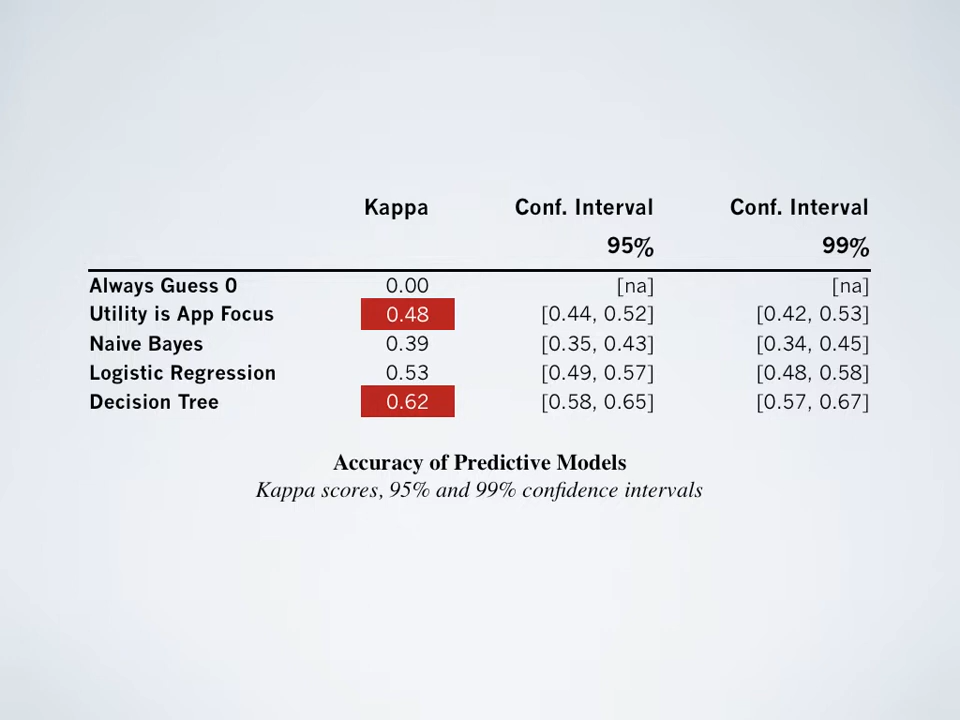 Kappa Conf. Interval Conf. Interval
95% 99%
Always Guess 0 0.00 [na] [na]
Utility is App Focus 0.48 [0.44, 0.52] [0.42, 0.53]
Naive Bayes 0.39 [0.35, 0.43] [0.34, 0.45]
Logistic Regression 0.53 [0.49, 0.57] [0.48, 0.58]
Decision Tree 0.62 [0.58, 0.65] [0.57, 0.67]
Accuracy of Predictive Models
Kappa scores, 95% and 99% confidence intervals